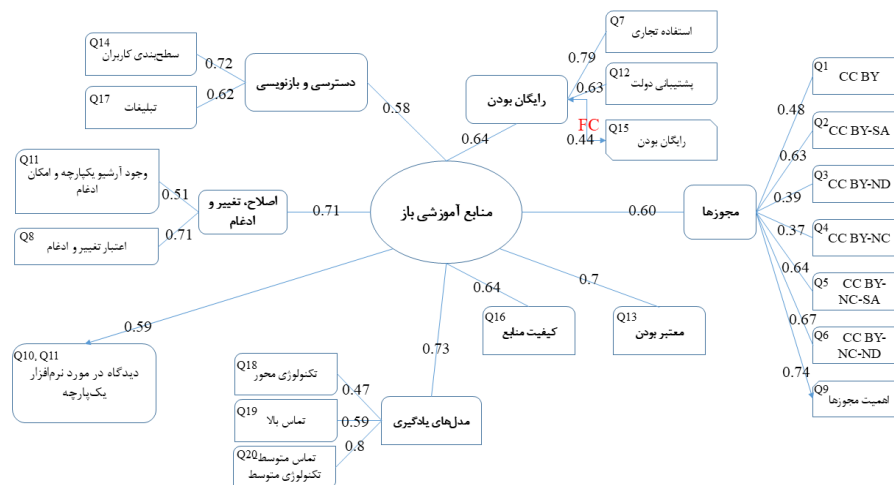 Q14
سطح‌بندی کاربران
0.72
Q17
تبلیغات
0.62
دسترسی و بازنویسی
0.58
رایگان بودن
0.64
Q7
استفاده تجاری
0.79
Q12
پشتیبانی دولت
0.63
FC
Q15
رایگان بودن
0.44
Q1
CC BY
0.48
Q2
CC BY-SA
0.63
Q3
CC BY-ND
0.39
Q4
CC BY-NC
0.37
Q5
CC BY-
NC-SA
0.64
Q6
CC BY-
NC-ND
0.67
Q9
اهمیت مجوزها
0.74
مجوزها
0.60
منابع آموزشی باز
Q11
وجود آرشیو یکپارچه و امکان
ادغام
0.51
Q8
اعتبار تغییر و ادغام
0.71
اصلاح، تغییر و
ادغام
0.71
0.59
Q10, Q11
دیدگاه در مورد نرم‌افزار
یک‌پارچه
0.64
Q16
کیفیت منابع
0.7
Q13
معتبر بودن
0.73
مدل‌های یادگیری
Q18
تکنولوژی محور
0.47
Q19
تماس بالا
0.59
Q20
تماس متوسط
تکنولوژی متوسط
0.8